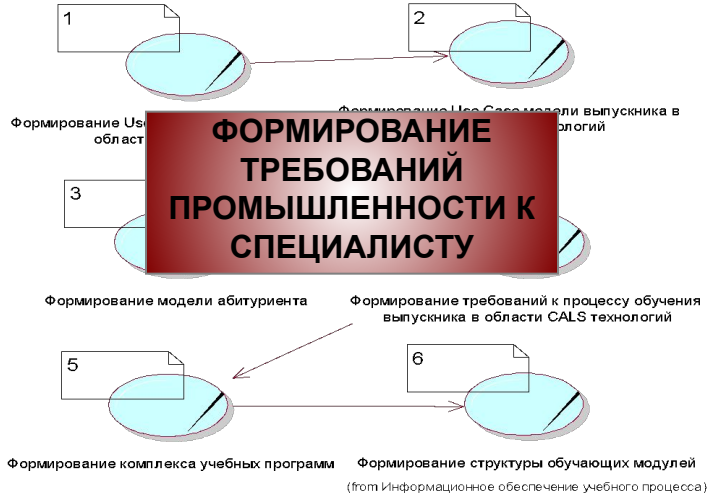 1
2
Формирование Use Case модели выпускника в
Формирование Use
област
ологий
ФОРМИРОВАНИЕ
ТРЕБОВАНИЙ
ПРОМЫШЛЕННОСТИ К
СПЕЦИАЛИСТУ
3
Формирование модели абитуриента
Формирование требований к процессу обучения
выпускника в области CALS технологий
5
6
Формирование комплекса учебных программ
Формирование структуры обучающих модулей
(from Информационное обеспечение учебного процесса)